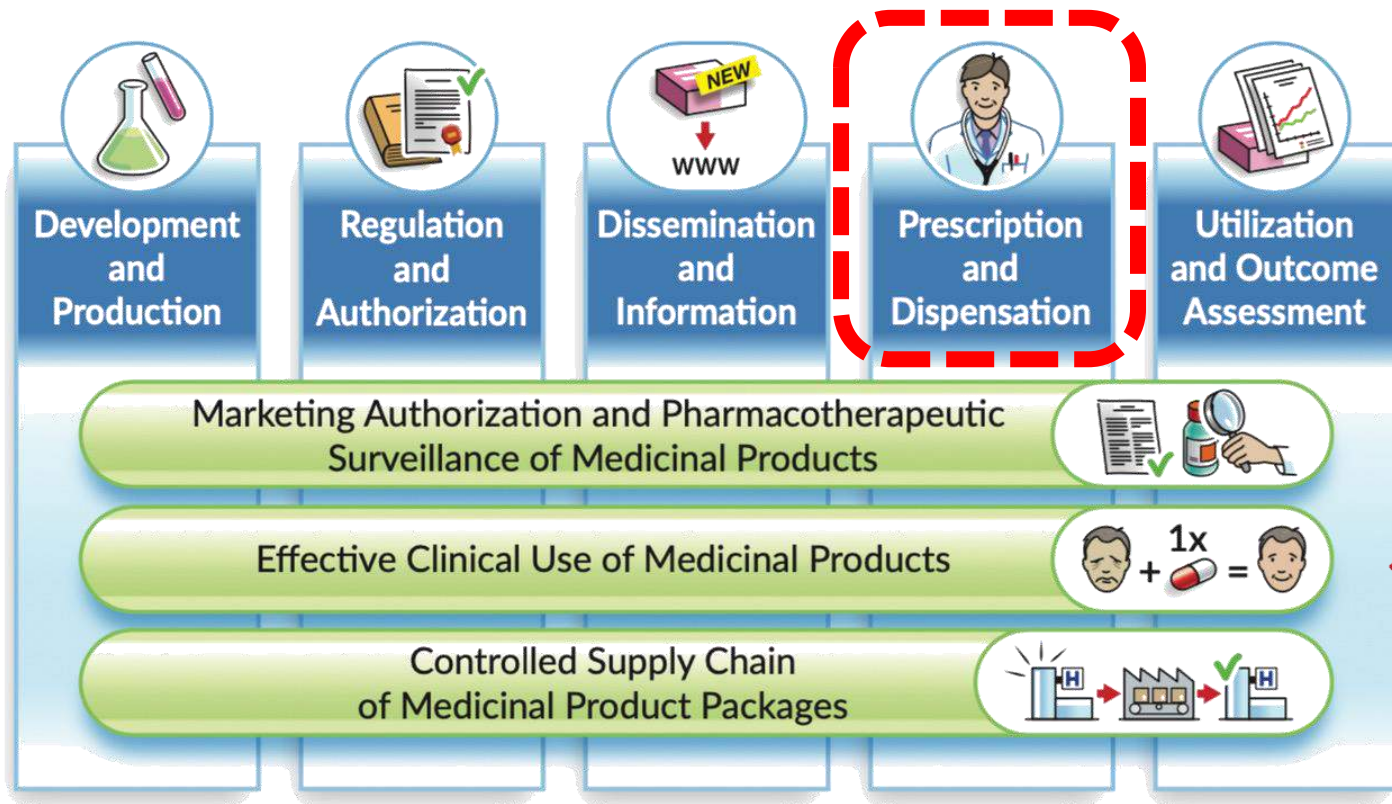 NEW
WWW
Development
and
Production
Regulation
and
Authorization
Dissemination
and
Information
Prescription
and
Dispensation
Utilization
and Outcome
Assessment
Marketing Authorization and Pharmacotherapeutic
Surveillance of Medicinal Products
Effective Clinical Use of Medicinal Products
1x
+ =
Controlled Supply Chain
of Medicinal Product Packages
H H